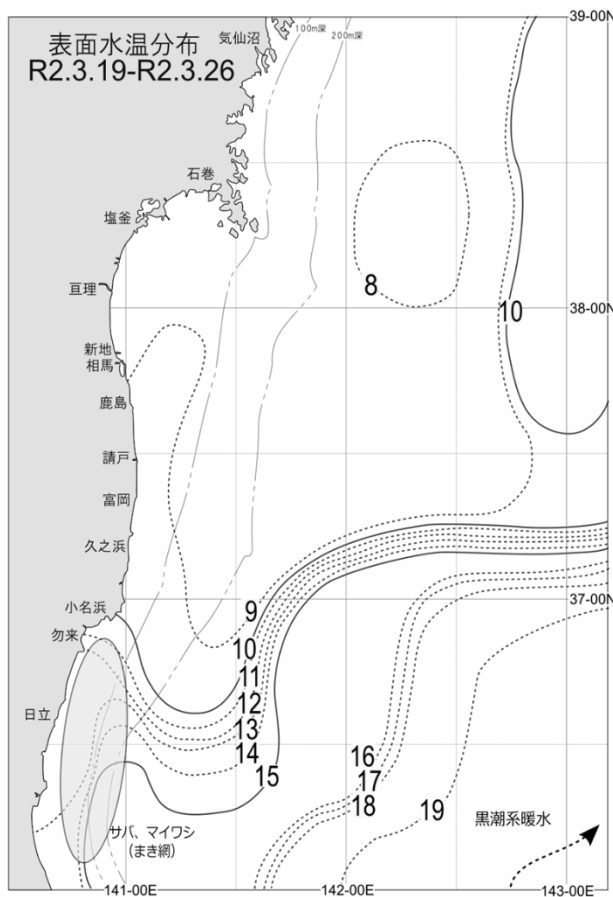 表面水温分布
R2.3.19-R2.3.26
気仙沼
100m深
200m深
39-00N
石巻
塩釜
亘理
8
10
38-00N
新地
相馬
鹿島
請戸
富岡
久之浜
小名浜
37-00N
勿来
9
10
11
12
13
14
15
日立
16
17
18
19
サバ、マイワシ
(まき網)
黒潮系暖水
141-00E
142-00E
143-00E